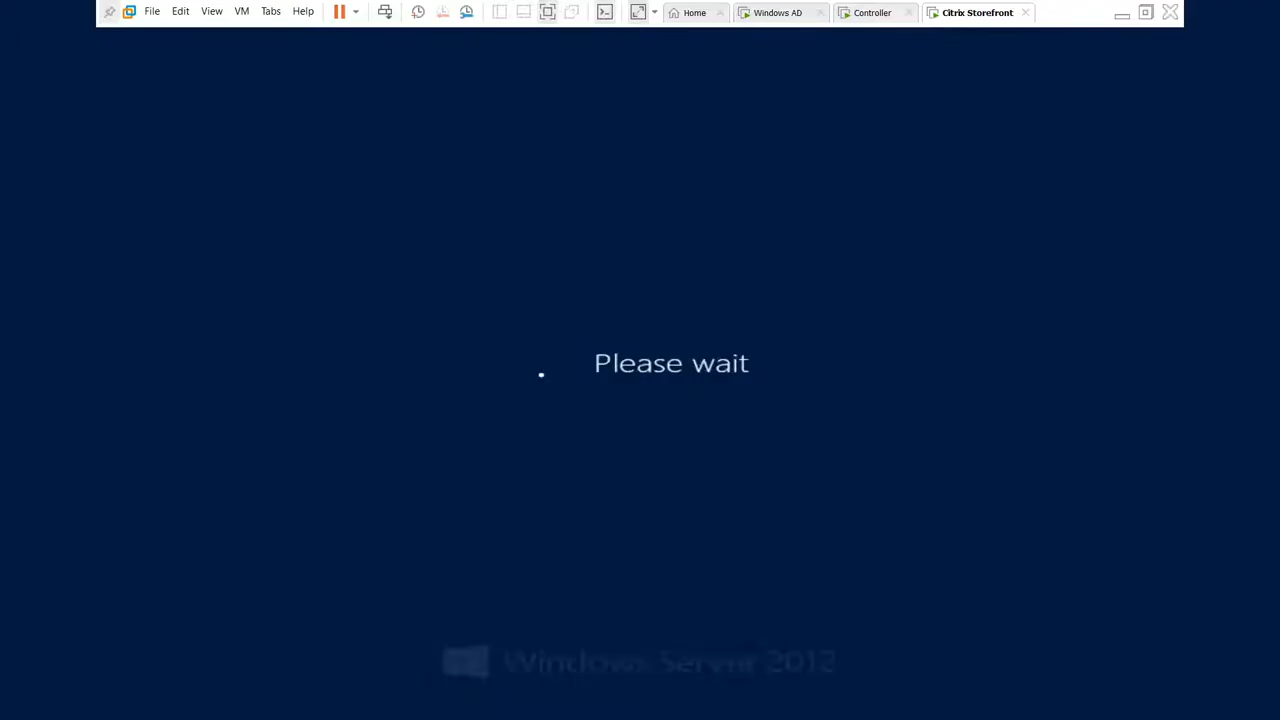 File Edit View VM Tabs Help Home Windows AD Controller Citrix Storefront
Please wait
Windows Server 2012